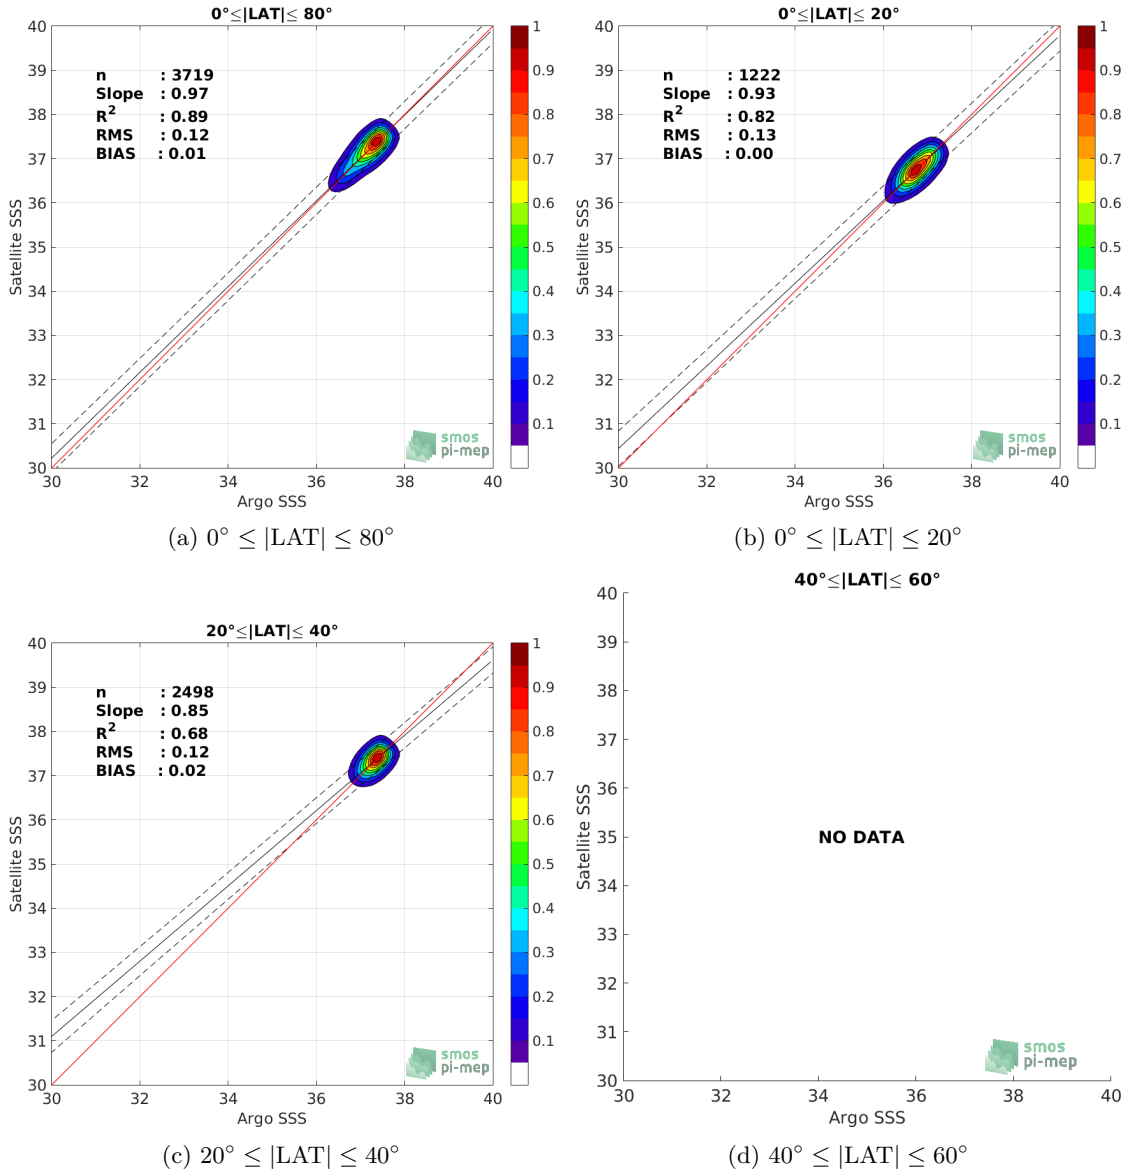 0°≤|LAT|≤ 80°
40
39
38
37
36
35
34
33
32
31
30
Satellite SSS
n : 3719
Slope : 0.97
R² : 0.89
RMS : 0.12
BIAS : 0.01
1
0.9
0.8
0.7
0.6
0.5
0.4
0.3
0.2
0.1
smos
pi-mep
30 32 34 36 38 40
Argo SSS
(a) 0° ≤ |LAT| ≤ 80°
0°≤|LAT|≤ 20°
40
39
38
37
36
35
34
33
32
31
30
Satellite SSS
n : 1222
Slope : 0.93
R² : 0.82
RMS : 0.13
BIAS : 0.00
1
0.9
0.8
0.7
0.6
0.5
0.4
0.3
0.2
0.1
smos
pi-mep
30 32 34 36 38 40
Argo SSS
(b) 0° ≤ |LAT| ≤ 20°
20°≤|LAT|≤ 40°
40
39
38
37
36
35
34
33
32
31
30
Satellite SSS
n : 2498
Slope : 0.85
R² : 0.68
RMS : 0.12
BIAS : 0.02
1
0.9
0.8
0.7
0.6
0.5
0.4
0.3
0.2
0.1
smos
pi-mep
30 32 34 36 38 40
Argo SSS
(c) 20° ≤ |LAT| ≤ 40°
40°≤|LAT|≤ 60°
40
39
38
37
36
35
34
33
32
31
30
Satellite SSS
NO DATA
smos
pi-mep
30 32 34 36 38 40
Argo SSS
(d) 40° ≤ |LAT| ≤ 60°